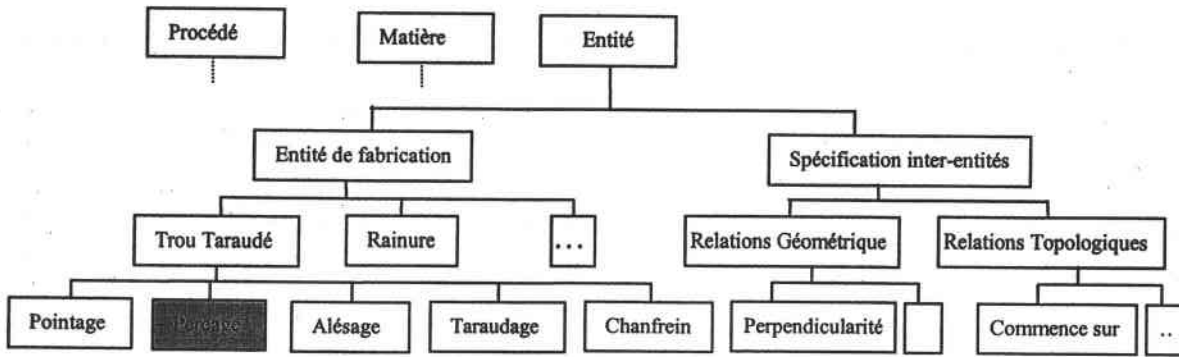 Procédé
Matière
Entité
Entité de fabrication
Spécification inter-entités
Trou Taraudé
Rainure
...
Relations Géométrique
Relations Topologiques
Pointage
Perçage
Alésage
Taraudage
Chanfrein
Perpendicularité
Commence sur
..